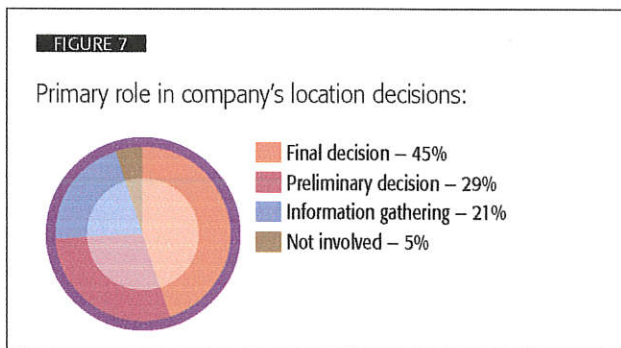 FIGURE 7
Primary role in company's location decisions:
Final decision – 45%
Preliminary decision – 29%
Information gathering – 21%
Not involved – 5%